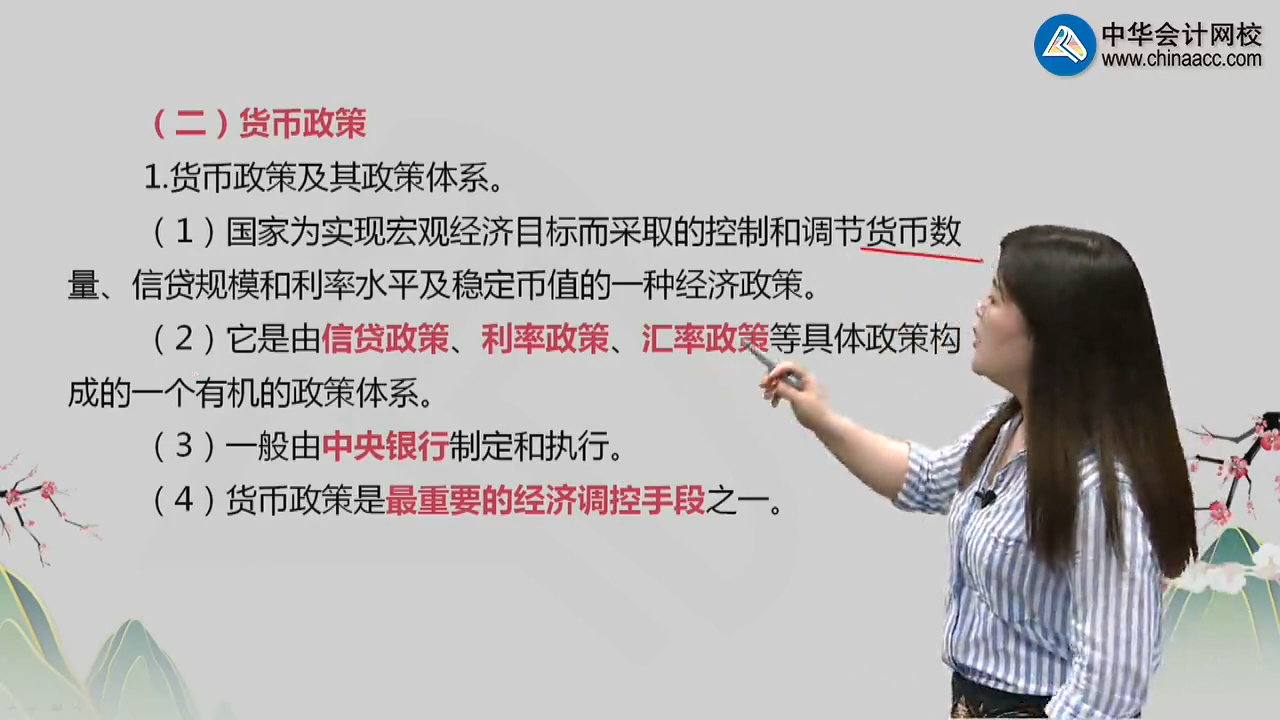 中华会计网校
www.chinaacc.com
（二）货币政策
1.货币政策及其政策体系。
（1）国家为实现宏观经济目标而采取的控制和调节货币数
量、信贷规模和利率水平及稳定币值的一种经济政策。
（2）它是由信贷政策、利率政策、汇率政策等具体政策构
成的一个有机的政策体系。
（3）一般由中央银行制定和执行。
（4）货币政策是最重要的经济调控手段之一。